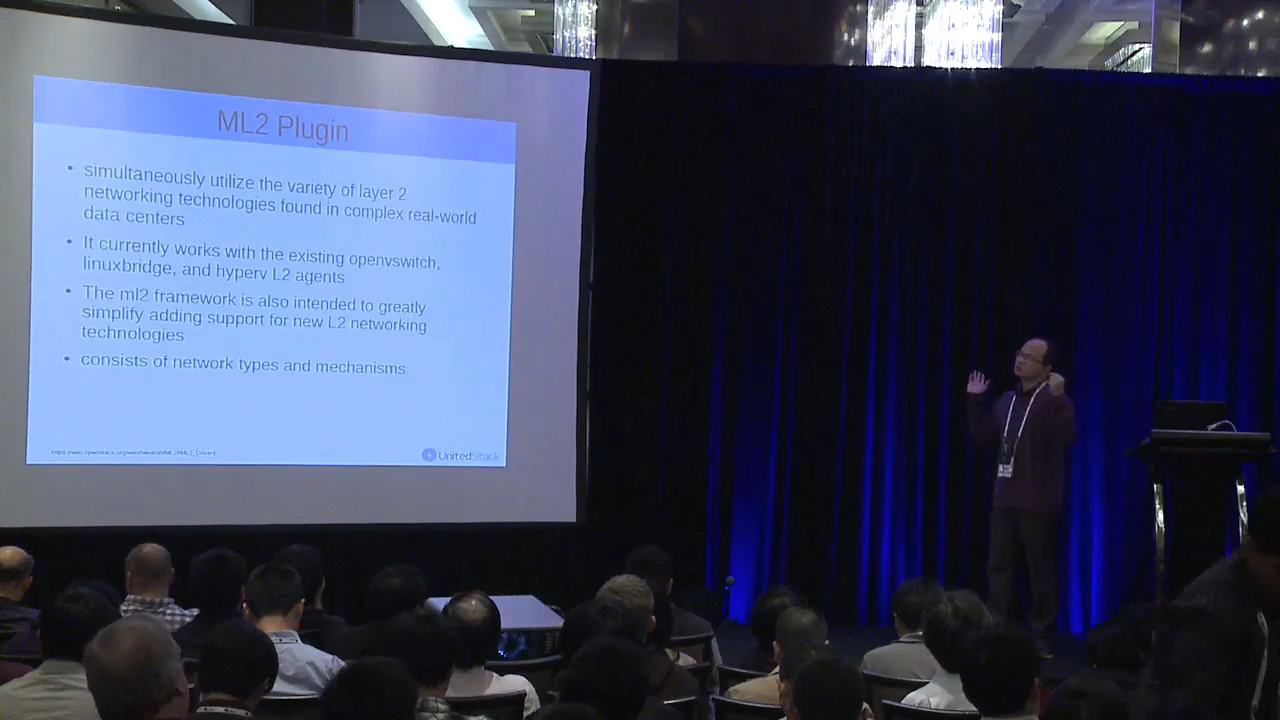 ML2 Plugin
• simultaneously utilize the variety of layer 2
networking technologies found in complex real-world
data centers
• It currently works with the existing openvswitch,
linuxbridge, and hyperv L2 agents
• The ml2 framework is also intended to greatly
simplify adding support for new L2 networking
technologies
• consists of network types and mechanisms
UnitedStack